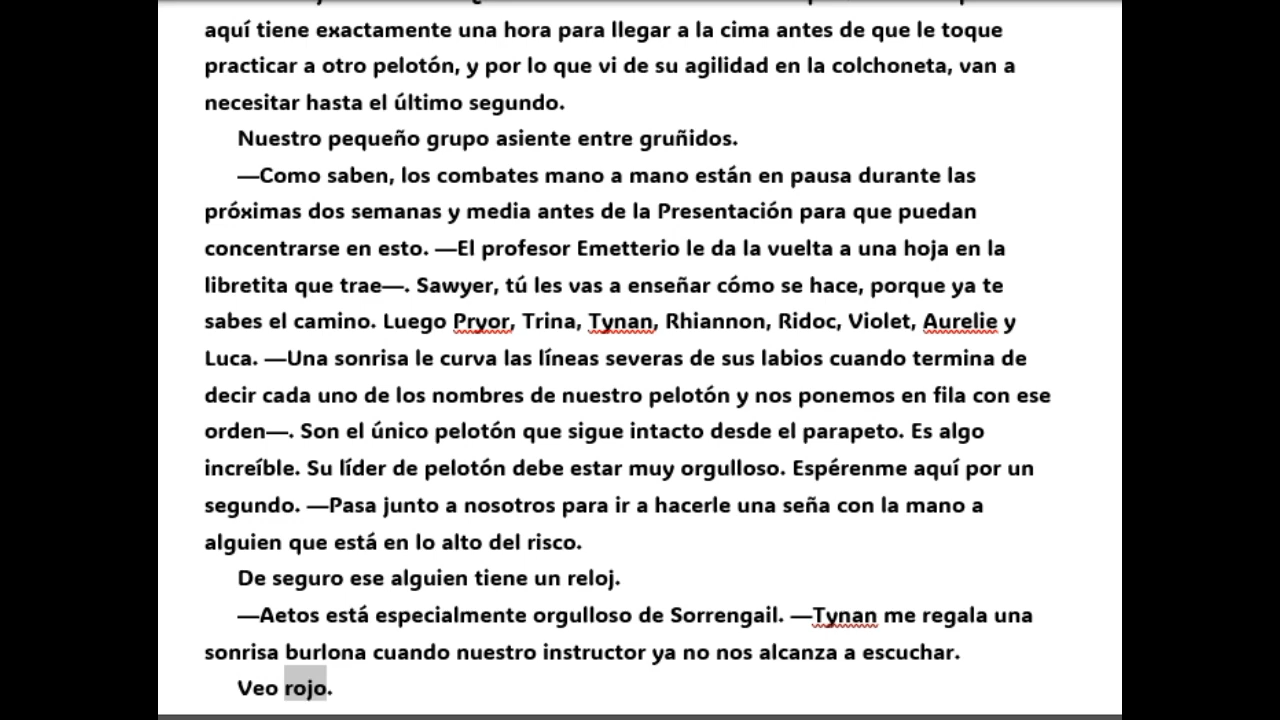 aquí tiene exactamente una hora para llegar a la cima antes de que le toque
practicar a otro pelotón, y por lo que vi de su agilidad en la colchoneta, van a
necesitar hasta el último segundo.
Nuestro pequeño grupo asiente entre gruñidos.
—Como saben, los combates mano a mano están en pausa durante las
próximas dos semanas y media antes de la Presentación para que puedan
concentrarse en esto. —El profesor Emetterio le da la vuelta a una hoja en la
libretita que trae—. Sawyer, tú les vas a enseñar cómo se hace, porque ya te
sabes el camino. Luego Pryor, Trina, Tynan, Rhiannon, Ridoc, Violet, Aurelie y
Luca. —Una sonrisa le curva las líneas severas de sus labios cuando termina de
decir cada uno de los nombres de nuestro pelotón y nos ponemos en fila con ese
orden—. Son el único pelotón que sigue intacto desde el parapeto. Es algo
increíble. Su líder de pelotón debe estar muy orgulloso. Espérenme aquí por un
segundo. —Pasa junto a nosotros para ir a hacerle una seña con la mano a
alguien que está en lo alto del risco.
De seguro ese alguien tiene un reloj.
—Aetos está especialmente orgulloso de Sorrengail. —Tynan me regala una
sonrisa burlona cuando nuestro instructor ya no nos alcanza a escuchar.
Veo rojo.